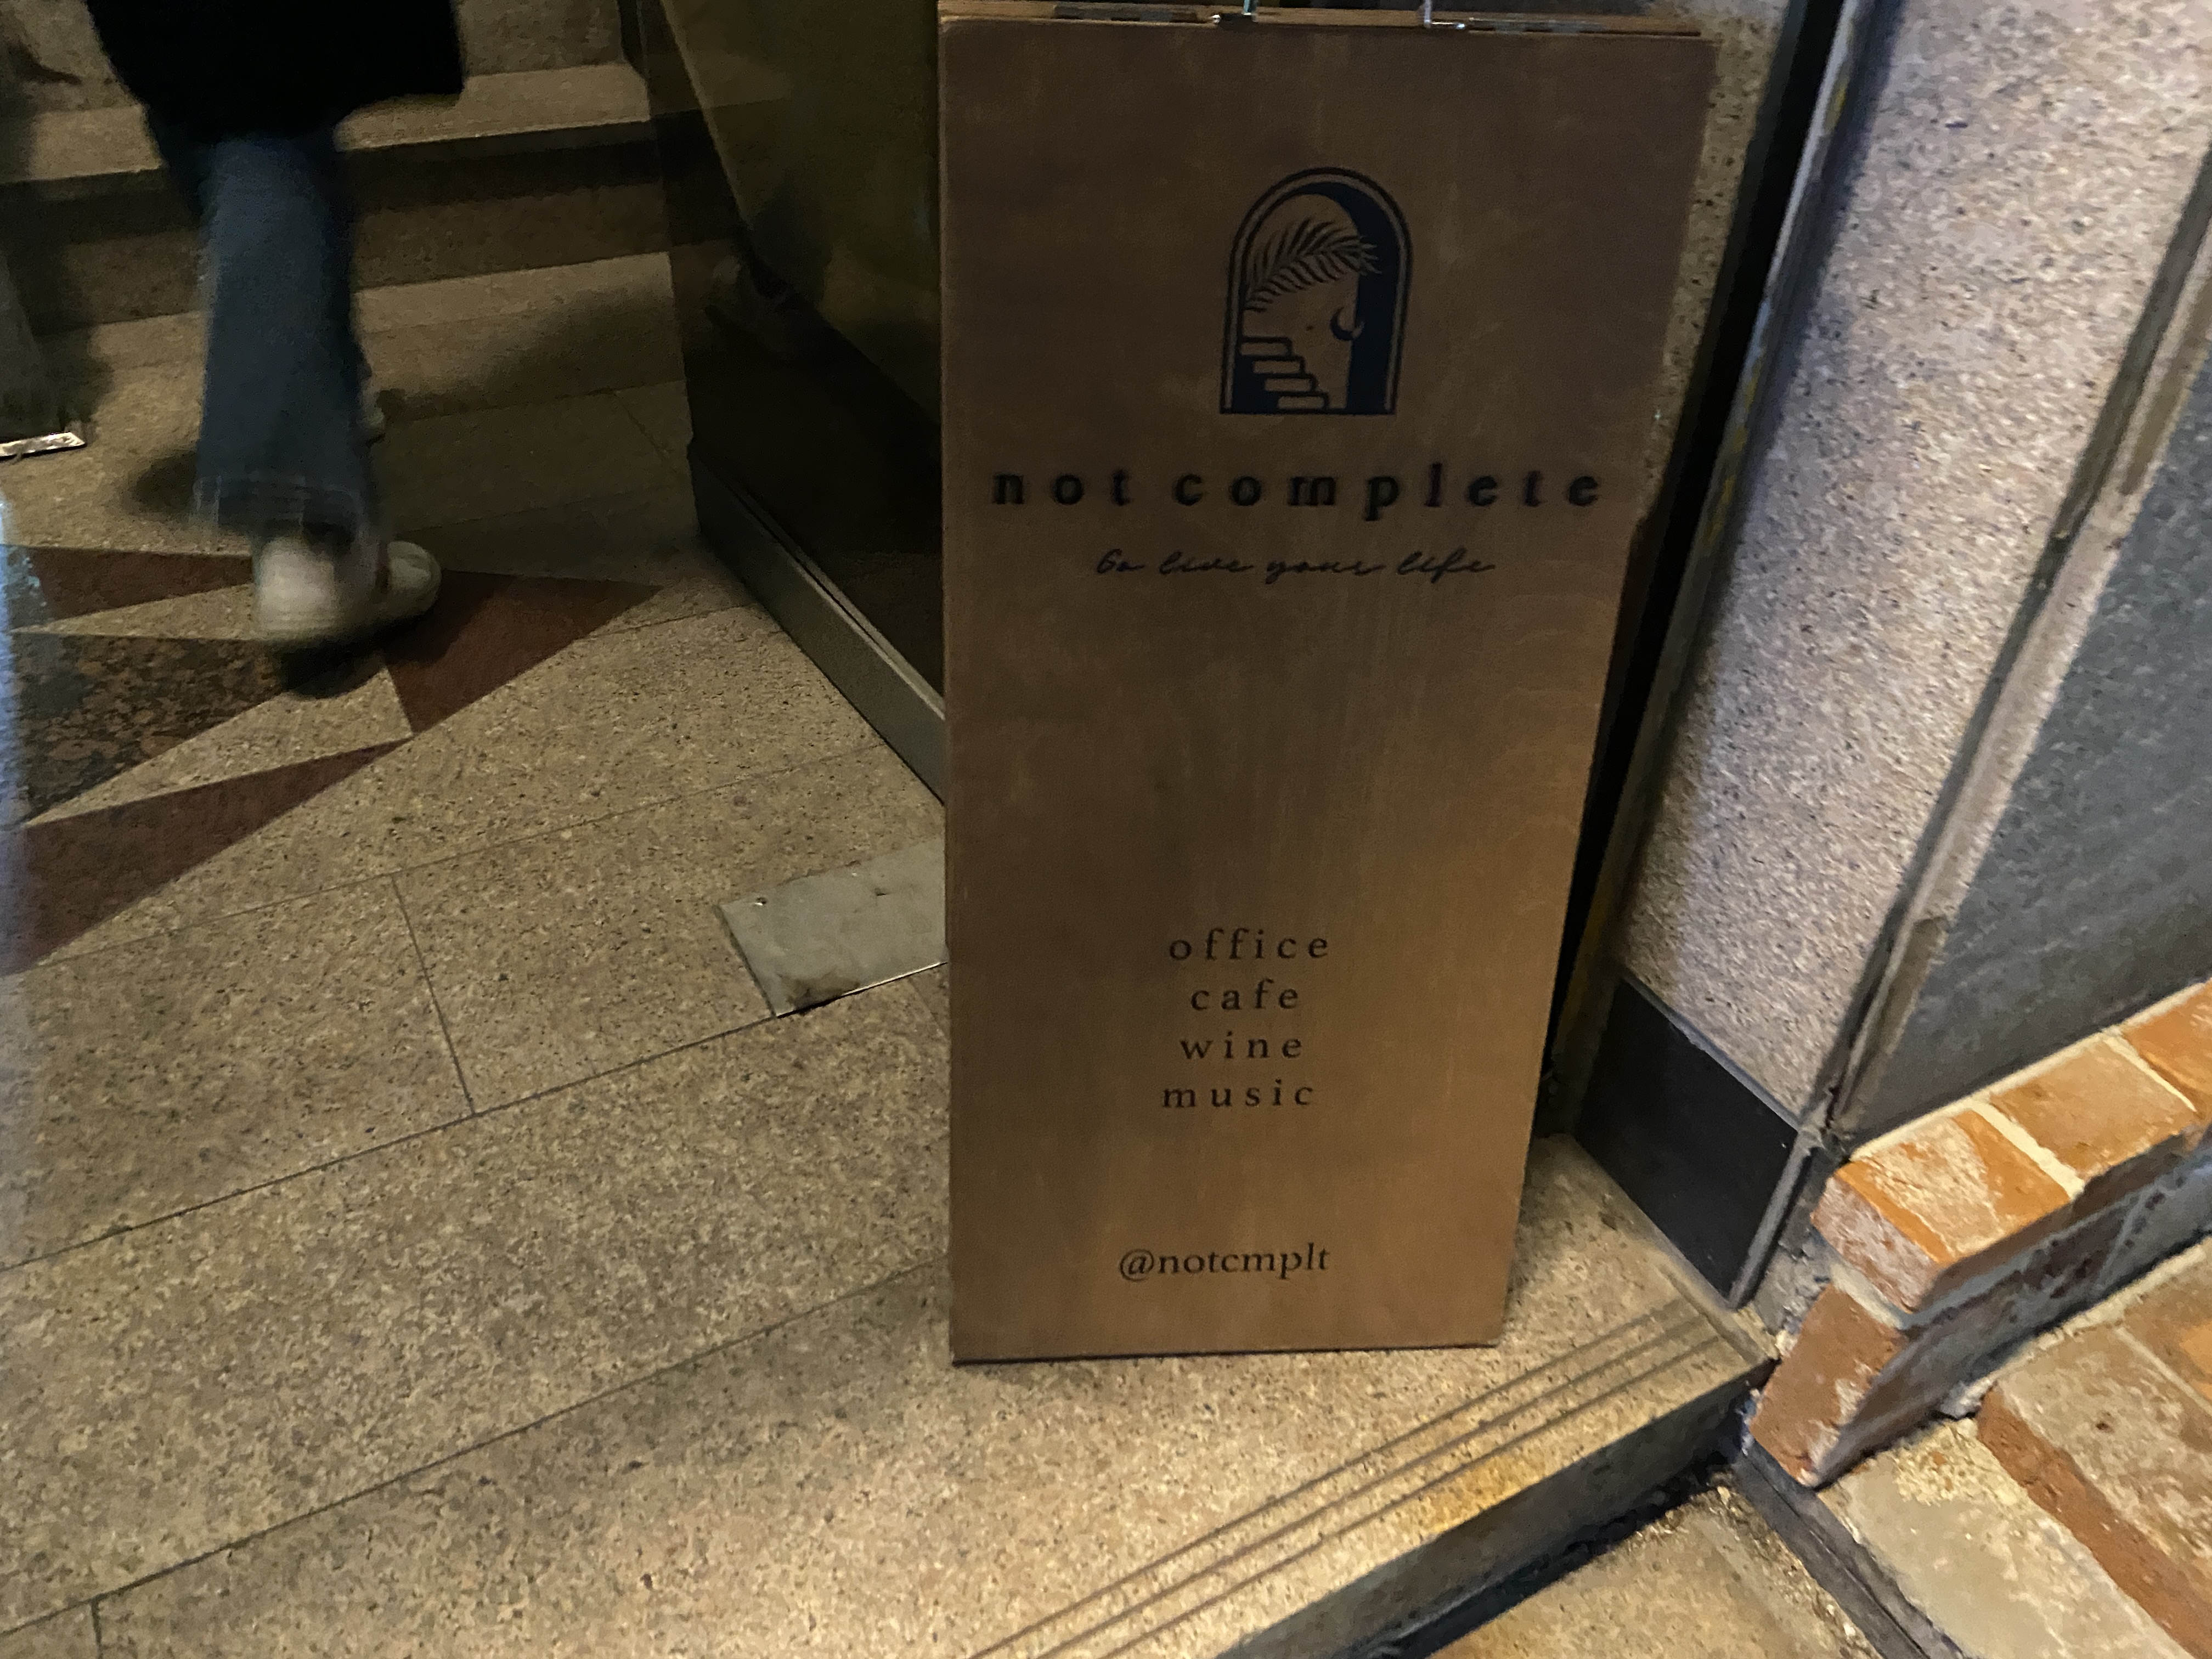 not complete
Go live your life
office
cafe
wine
music
@notcmplt